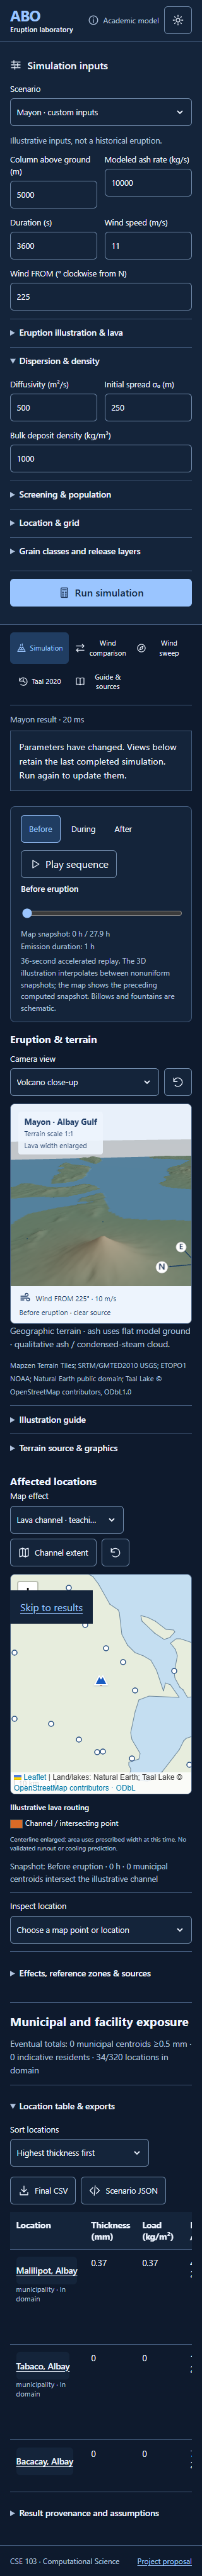 ABO
Eruption laboratory
Academic model
Simulation inputs
Scenario
Mayon · custom inputs
Illustrative inputs, not a historical eruption.
Column above ground (m)
Modeled ash rate (kg/s)
5000
10000
Duration (s)
Wind speed (m/s)
3600
11
Wind FROM (° clockwise from N)
225
Eruption illustration & lava
Dispersion & density
Diffusivity (m²/s)
Initial spread σ₀ (m)
500
250
Bulk deposit density (kg/m³)
1000
Screening & population
Location & grid
Grain classes and release layers
Run simulation
Simulation
Wind comparison
Wind sweep
Taal 2020
Guide & sources
Mayon result · 20 ms
Parameters have changed. Views below
retain the last completed simulation.
Run again to update them.
Before
During
After
Play sequence
Before eruption
Map snapshot: 0 h / 27.9 h
Emission duration: 1 h
36-second accelerated replay. The 3D
illustration interpolates between nonuniform
snapshots; the map shows the preceding
computed snapshot. Billows and fountains are
schematic.
Eruption & terrain
Camera view
Volcano close-up
Mayon · Albay Gulf
Terrain scale 1:1
Lava width enlarged
E
N
Wind FROM 225° · 10 m/s
Before eruption · clear source
Geographic terrain · ash uses flat model ground
· qualitative ash / condensed-steam cloud.
Mapzen Terrain Tiles; SRTM/GMTED2010 USGS; ETOPO1
NOAA; Natural Earth public domain; Taal Lake ©
OpenStreetMap contributors, ODbL1.0
Illustration guide
Terrain source & graphics
Affected locations
Map effect
Lava channel · teachi...
Channel extent
Skip to results
Leaflet | Land/lakes: Natural Earth; Taal Lake ©
OpenStreetMap contributors · ODbL
Illustrative lava routing
Channel / intersecting point
Centerline enlarged; area uses prescribed width at this time. No
validated runout or cooling prediction.
Snapshot: Before eruption · 0 h · 0 municipal
centroids intersect the illustrative channel
Inspect location
Choose a map point or location
Effects, reference zones & sources
Municipal and facility exposure
Eventual totals: 0 municipal centroids ≥0.5 mm ·
0 indicative residents · 34/320 locations in
domain
Location table & exports
Sort locations
Highest thickness first
Final CSV
Scenario JSON
Location
Thickness (mm)
Load (kg/m²)
Malilipot, Albay
0.37
0.37
municipality · In domain
Tabaco, Albay
0
0
municipality · In domain
Bacacay, Albay
0
0
Result provenance and assumptions
CSE 103 · Computational Science
Project proposal